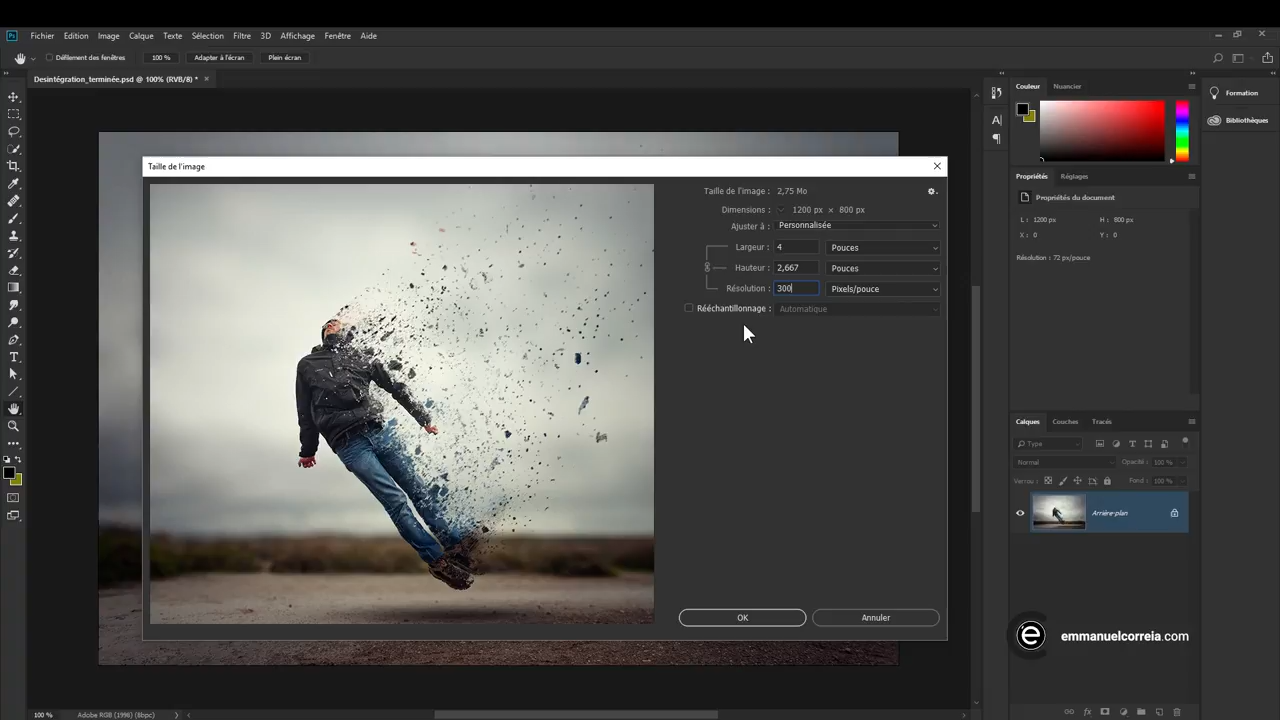 Ps Fichier Edition Image Calque Texte Sélection Filtre 3D Affichage Fenêtre Aide
Défilement des fenêtres 100 % Adapter à l'écran Plein écran
Desintégration_terminée.psd @ 100% (RVB/8) * ×
Taille de l'image
Taille de l'image : 2,75 Mo
Dimensions : 1200 px × 800 px
Ajuster à : Personnalisée
Largeur : 4 Pouces
Hauteur : 2,667 Pouces
Résolution : 300 Pixels/pouce
Rééchantillonnage : Automatique
OK Annuler
Couleur Nuancier
Formation
Bibliothèques
Propriétés Réglages
Propriétés du document
L : 1200 px H : 800 px
X : 0 Y : 0
Résolution : 72 px/pouce
Calques Couches Tracés
Type
Normal Opacité : 100 %
Verrou : Fond : 100 %
Arrière-plan
e emmanuelcorreia.com
100 % Adobe RGB (1998) (8bpc)